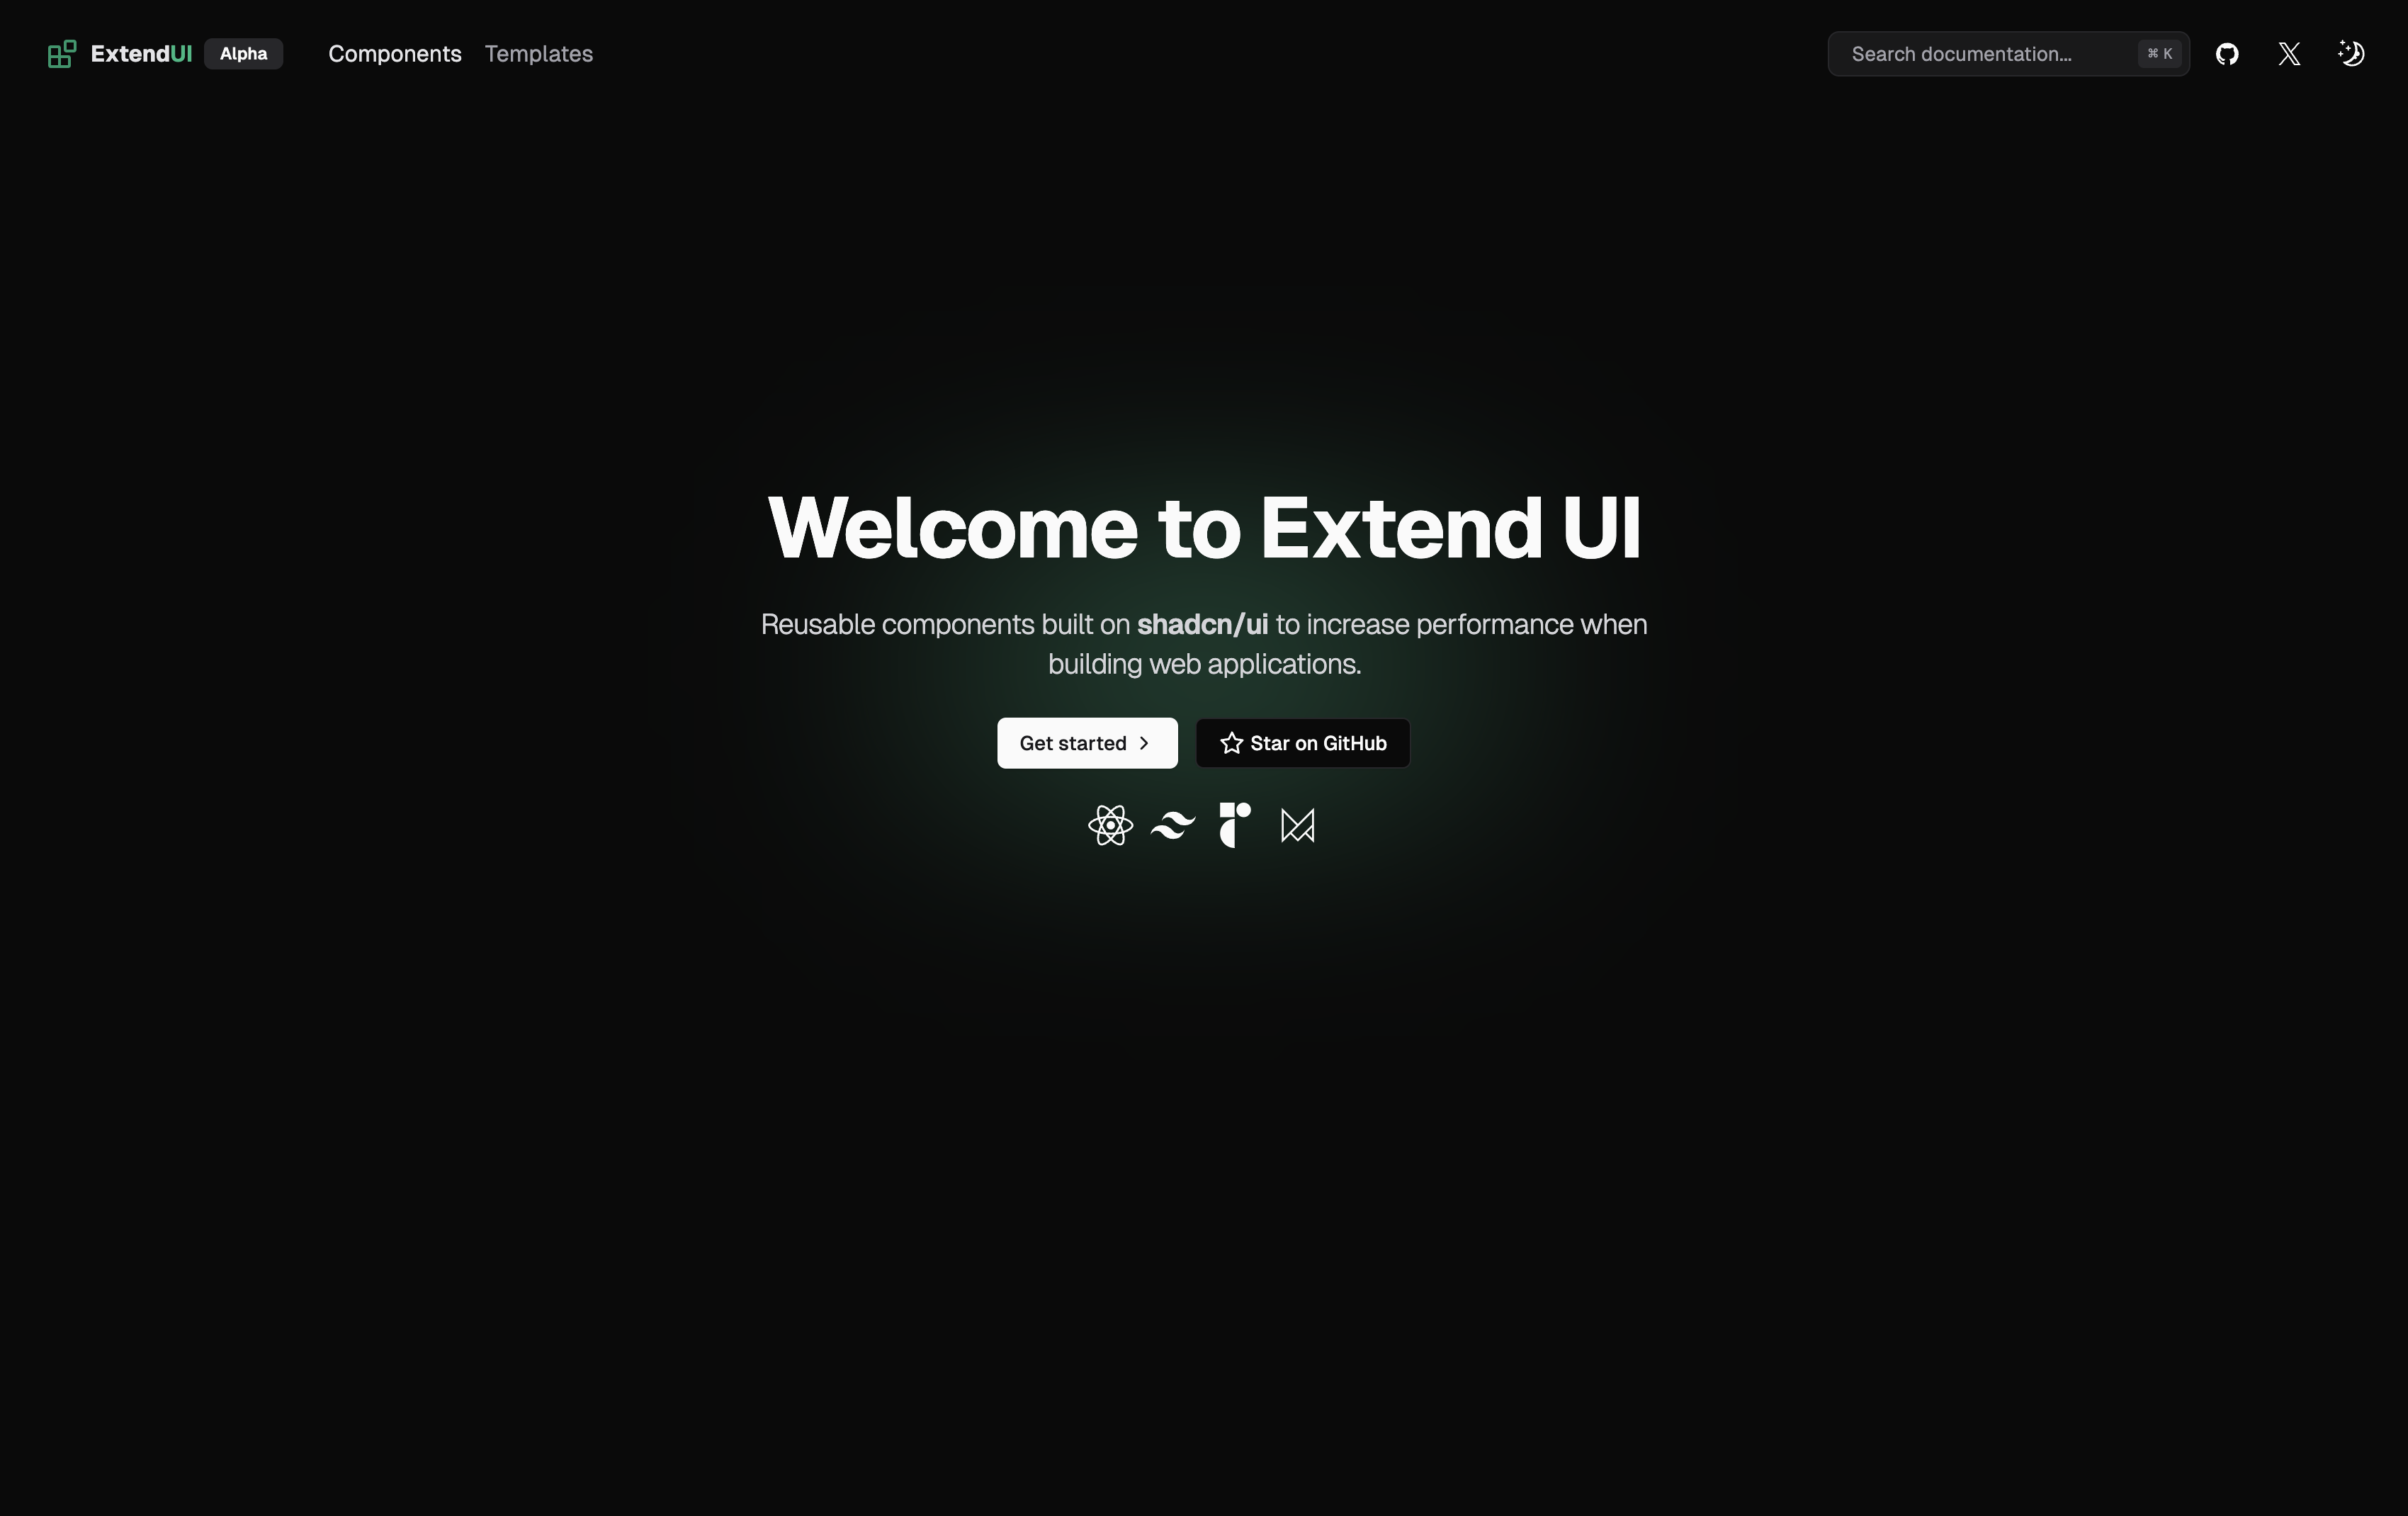 ExtendUI Alpha Components Templates Search documentation... ⌘ K
Welcome to Extend UI
Reusable components built on shadcn/ui to increase performance when
building web applications.
Get started Star on GitHub